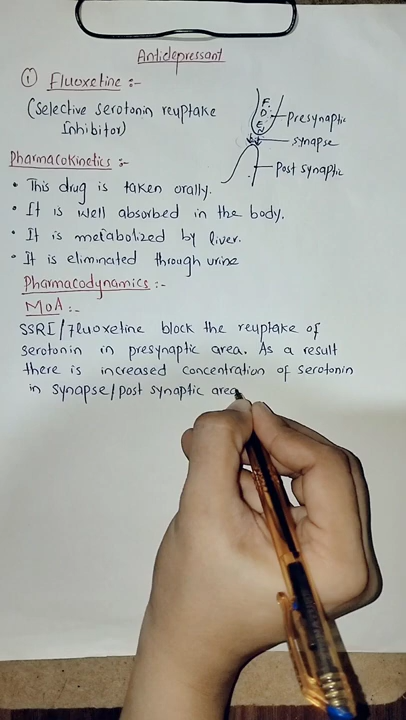 Antidepressant
① Fluoxetine :-
(Selective serotonin reuptake
Inhibitor)
Presynaptic
synapse
Post synaptic
Pharmacokinetics :-
• This drug is taken orally.
• It is well absorbed in the body.
• It is metabolized by liver.
• It is eliminated through urine
Pharmacodynamics :-
MOA :-
SSRI/Fluoxetine block the reuptake of
serotonin in presynaptic area. As a result
there is increased concentration of serotonin
in synapse/post synaptic area